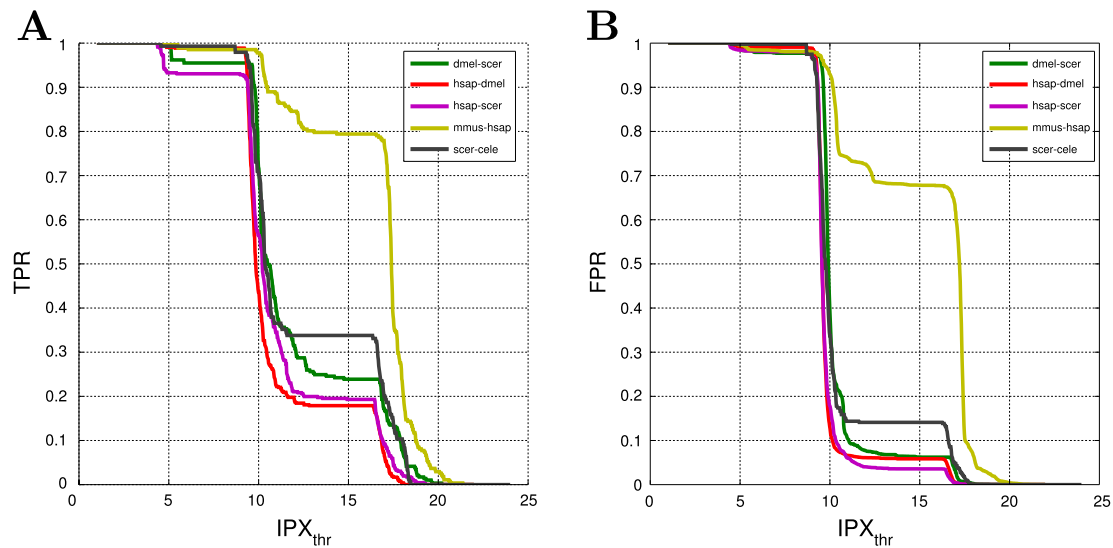 A
1
0.9
0.8
0.7
0.6
0.5
0.4
0.3
0.2
0.1
0
0
5
10
15
20
25
TPR
IPXthr
dmel-scer
hsap-dmel
hsap-scer
mmus-hsap
scer-cele
B
1
0.9
0.8
0.7
0.6
0.5
0.4
0.3
0.2
0.1
0
0
5
10
15
20
25
FPR
IPXthr
dmel-scer
hsap-dmel
hsap-scer
mmus-hsap
scer-cele